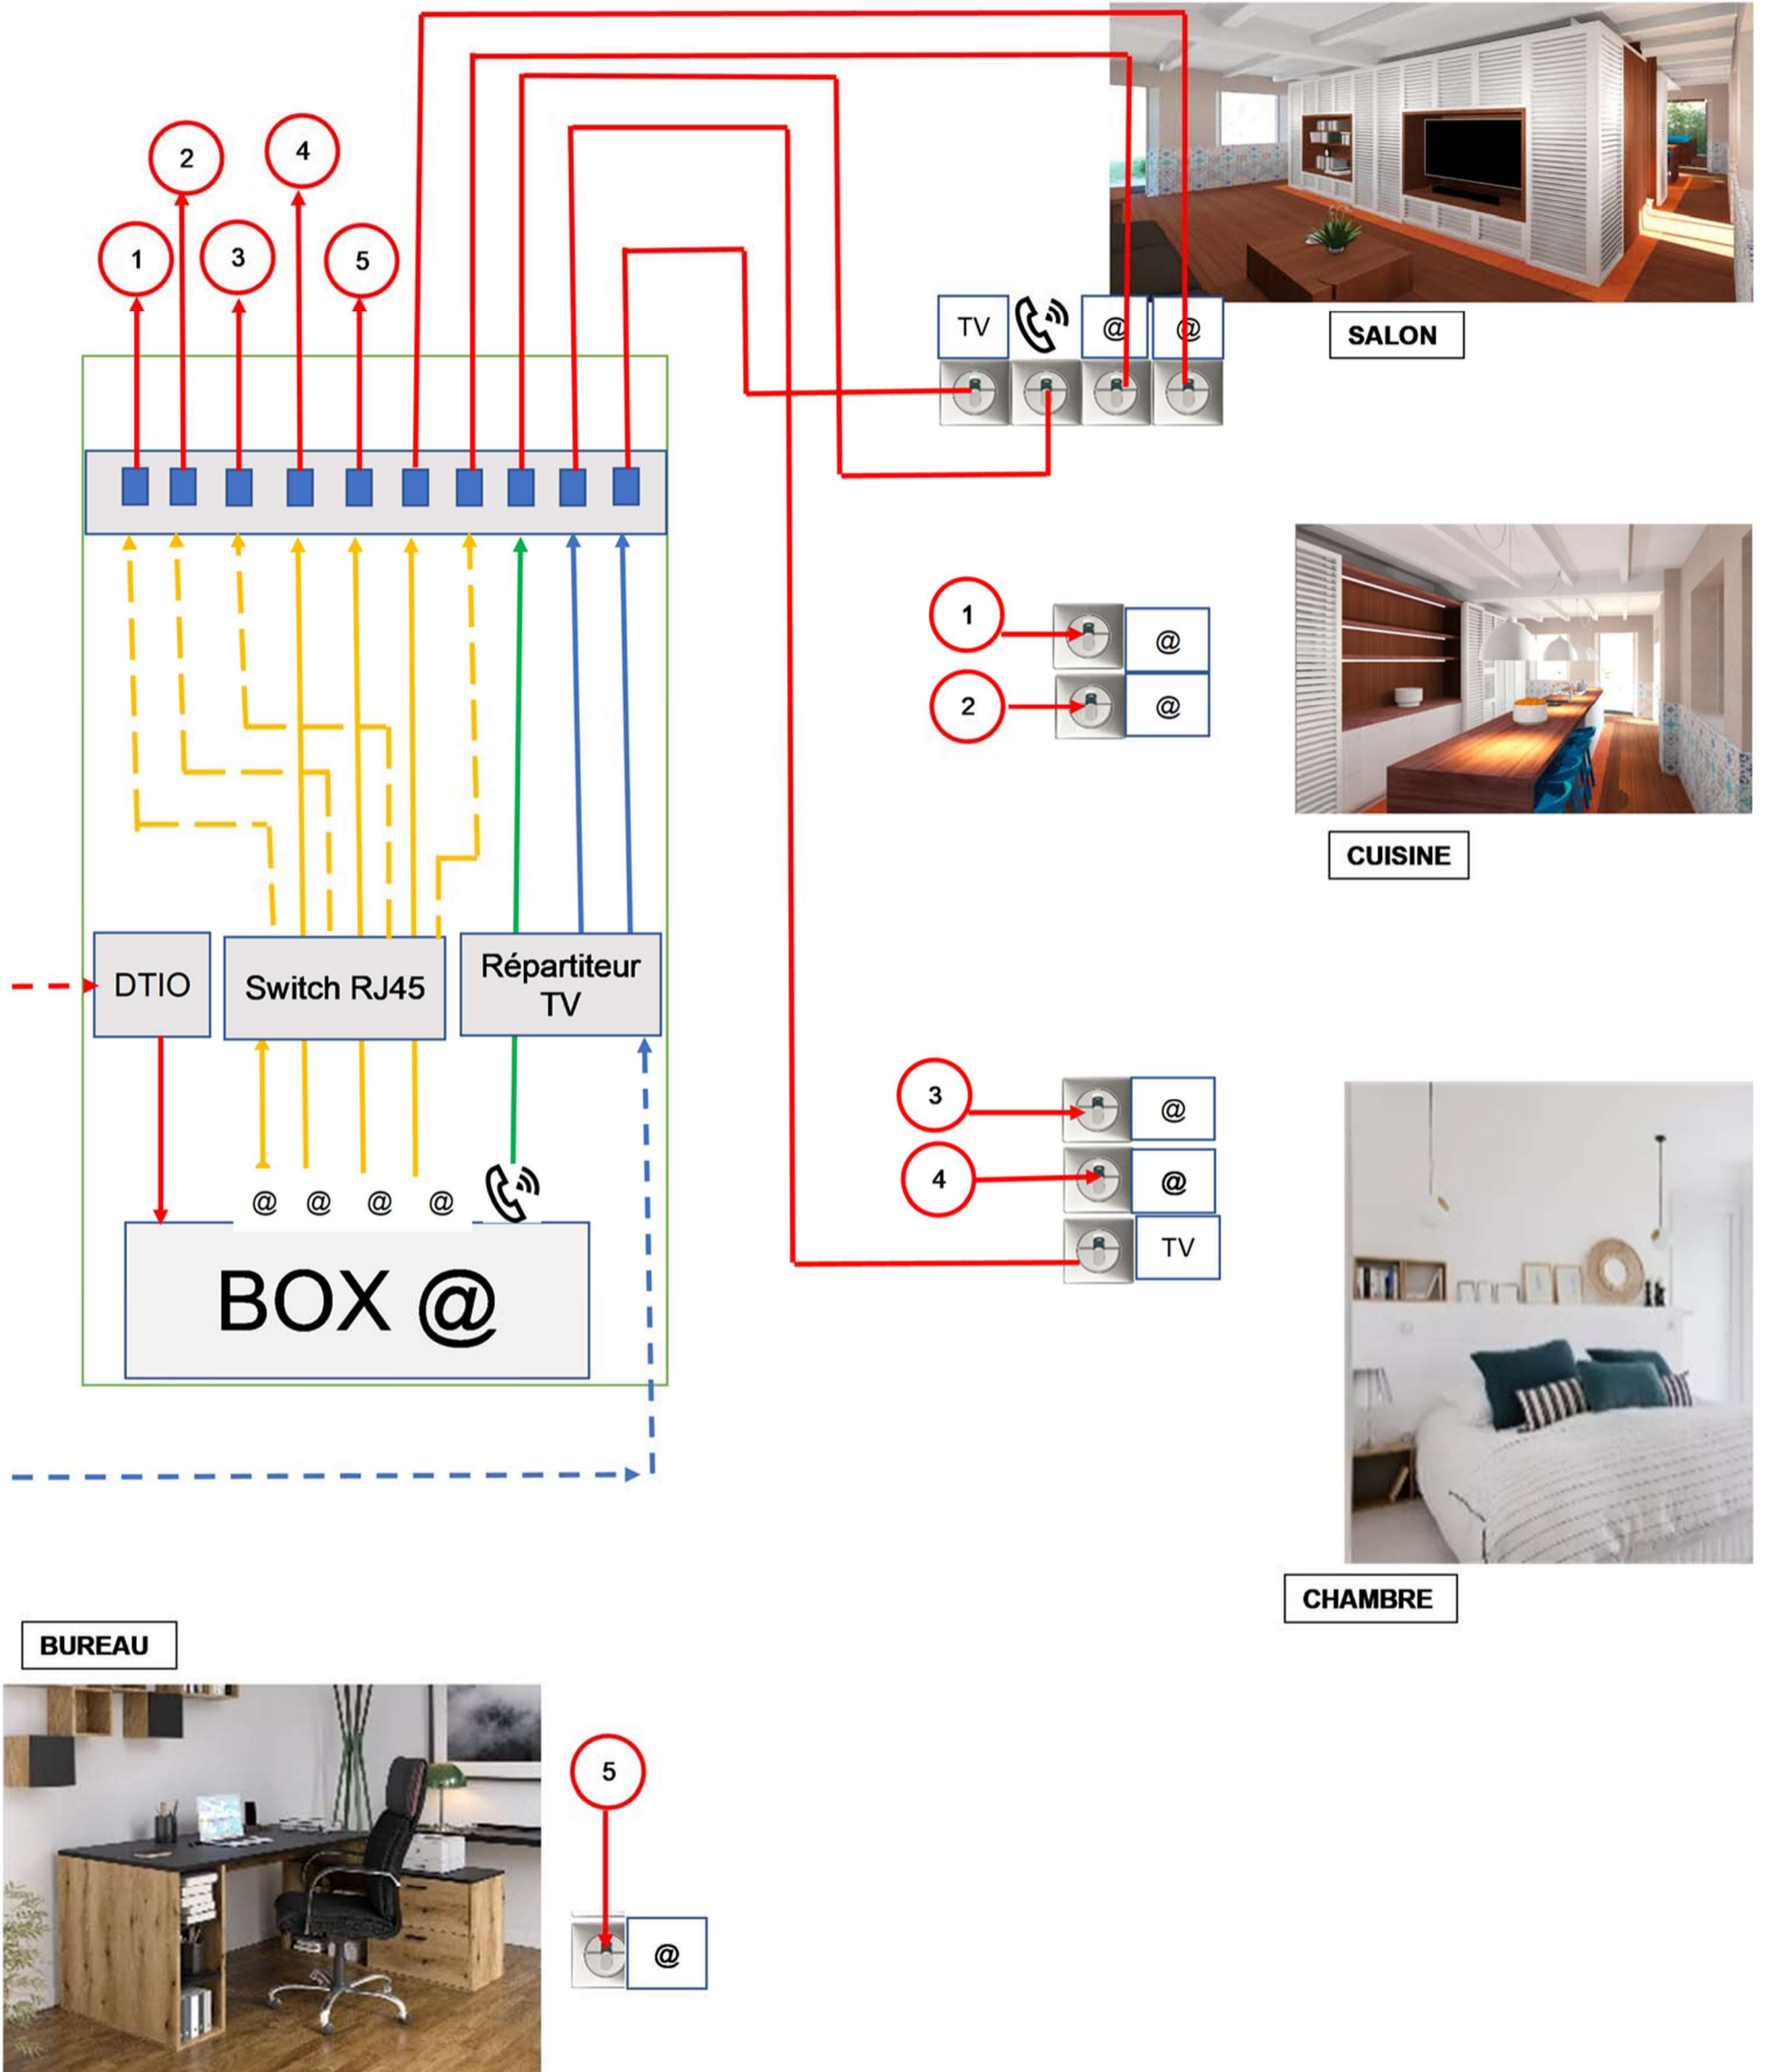 2
4
1
3
5
TV
@
@
SALON
1
@
2
@
CUISINE
DTIO
Switch RJ45
Répartiteur
TV
3
@
4
@
TV
@ @ @ @
BOX @
CHAMBRE
BUREAU
5
@